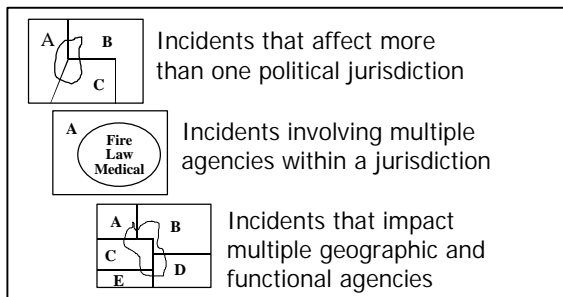 A
B
C
Incidents that affect more
than one political jurisdiction
A
Fire
Law
Medical
Incidents involving multiple
agencies within a jurisdiction
A
B
C
D
E
Incidents that impact
multiple geographic and
functional agencies